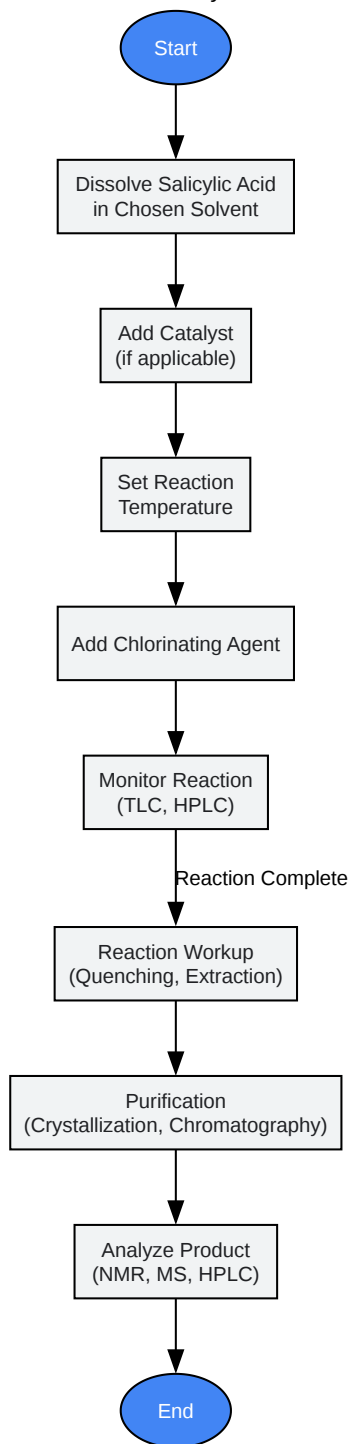 Start
Dissolve Salicylic Acid
in Chosen Solvent
Add Catalyst
(if applicable)
Set Reaction
Temperature
Add Chlorinating Agent
Monitor Reaction
(TLC, HPLC)
Reaction Complete
Reaction Workup
(Quenching, Extraction)
Purification
(Crystallization, Chromatography)
Analyze Product
(NMR, MS, HPLC)
End